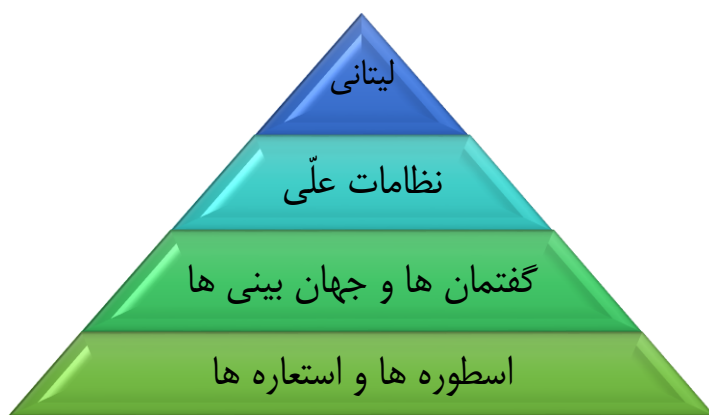 لیتانی
نظامات علّی
گفتمان ها و جهان بینی ها
اسطوره ها و استعاره ها